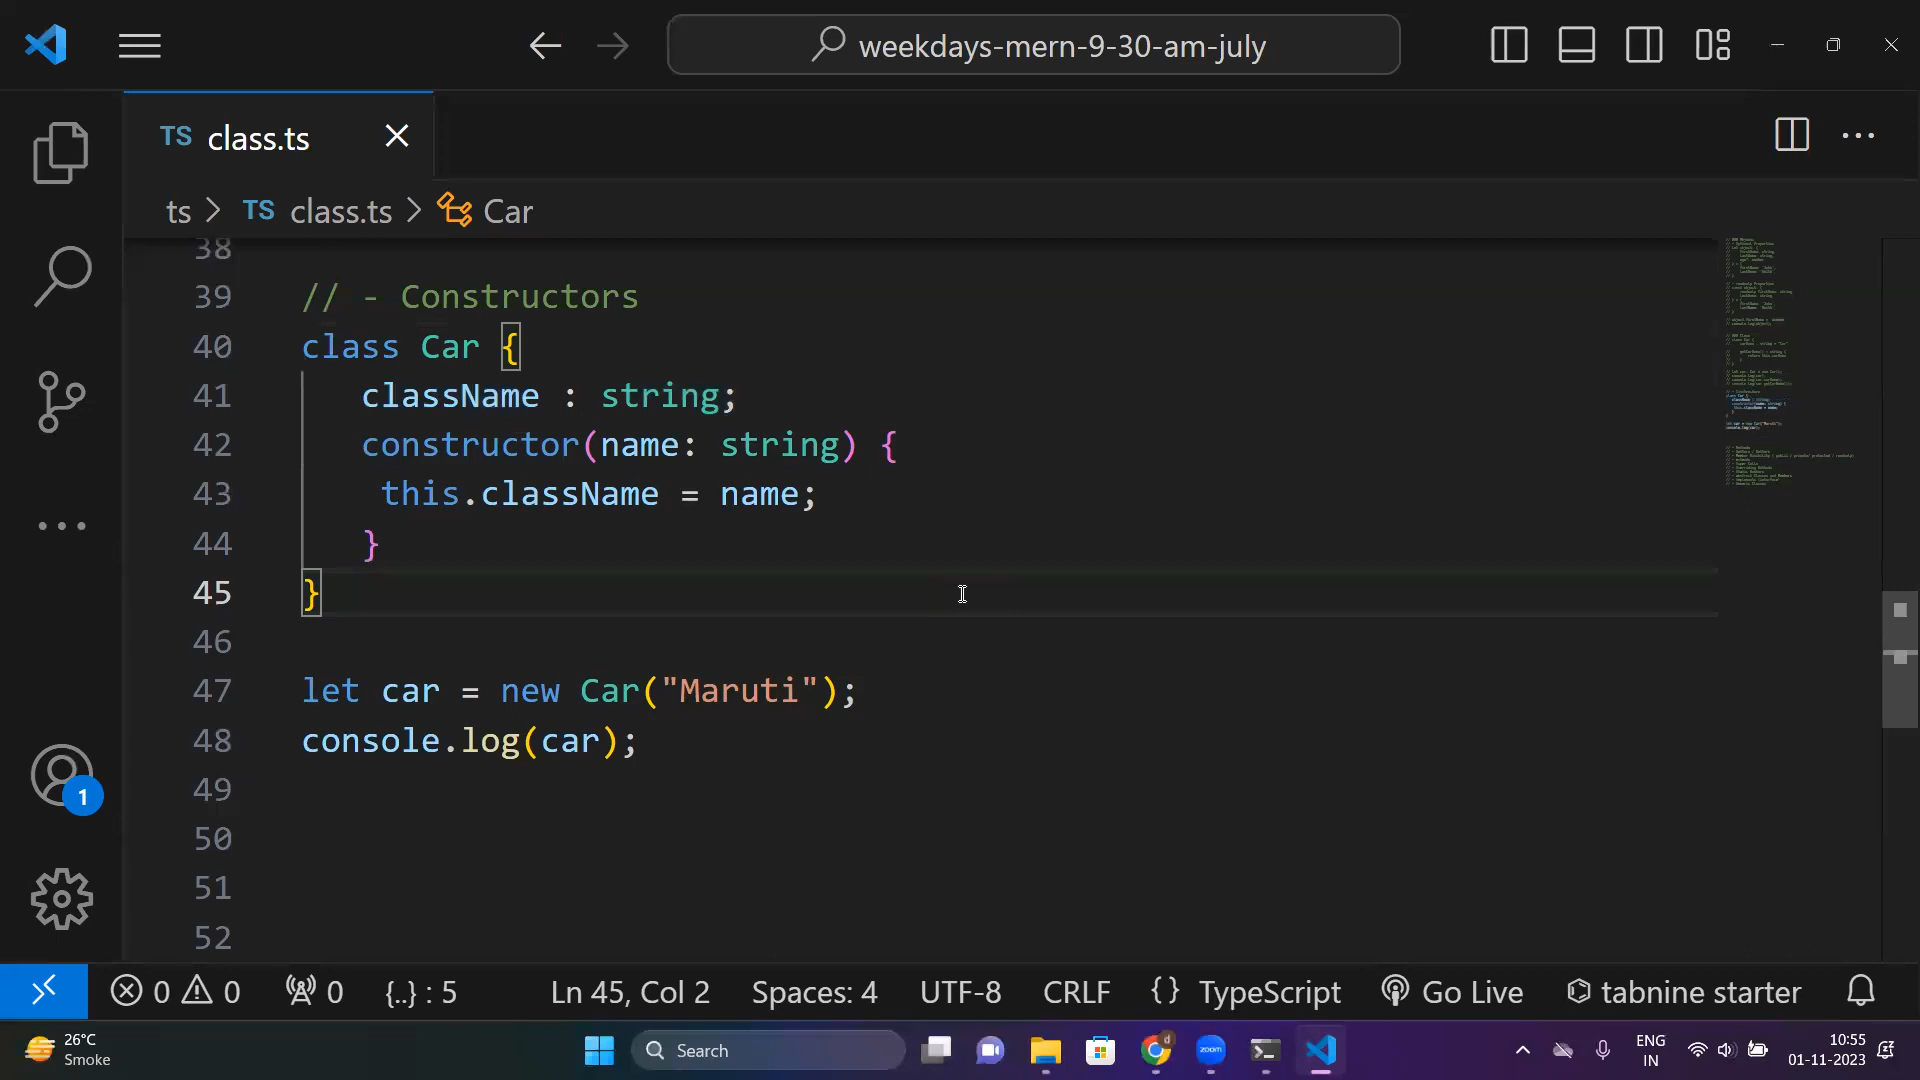 weekdays-mern-9-30-am-july
TS class.ts
ts > TS class.ts > Car
38
39 // - Constructors
40 class Car {
41 className : string;
42 constructor(name: string) {
43 this.className = name;
44 }
45 }
46
47 let car = new Car("Maruti");
48 console.log(car);
49
50
51
52
1
0 0 0 {..} : 5 Ln 45, Col 2 Spaces: 4 UTF-8 CRLF {} TypeScript Go Live tabnine starter
26°C
Smoke
Search
zoom
ENG
IN
10:55
01-11-2023